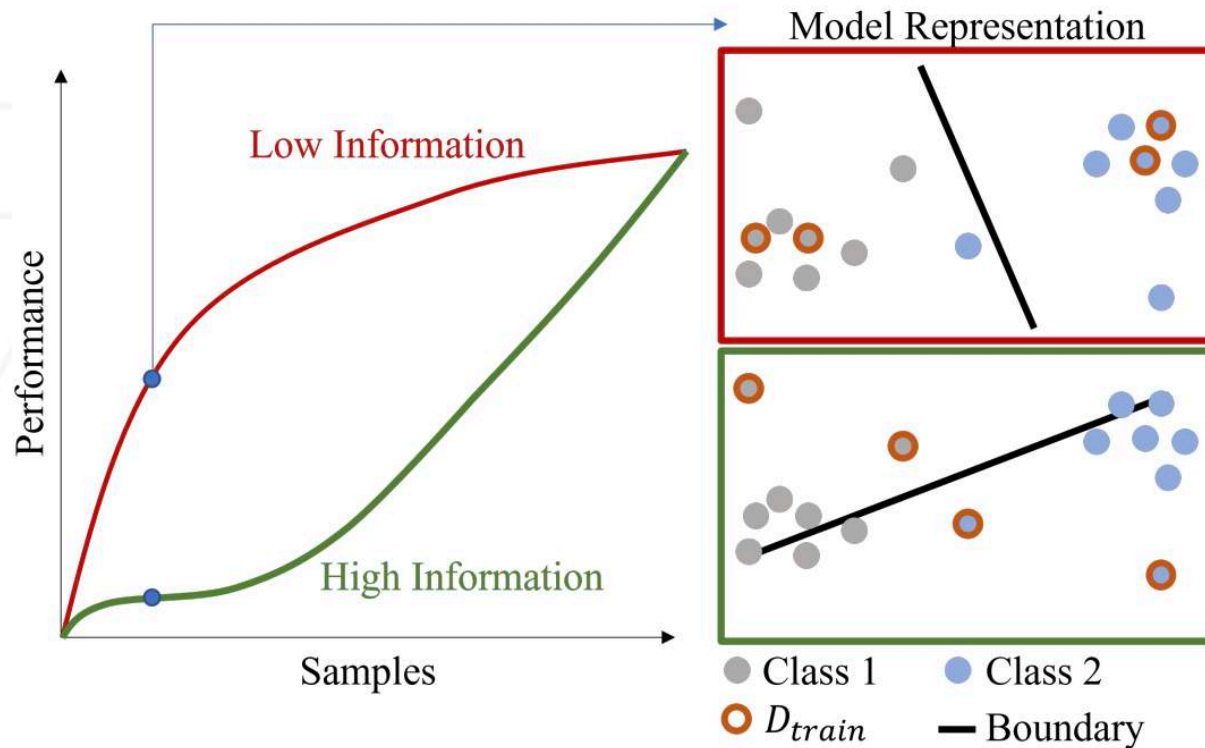 Model Representation
Low Information
High Information
Performance
Samples
Class 1
Class 2
D_train
Boundary